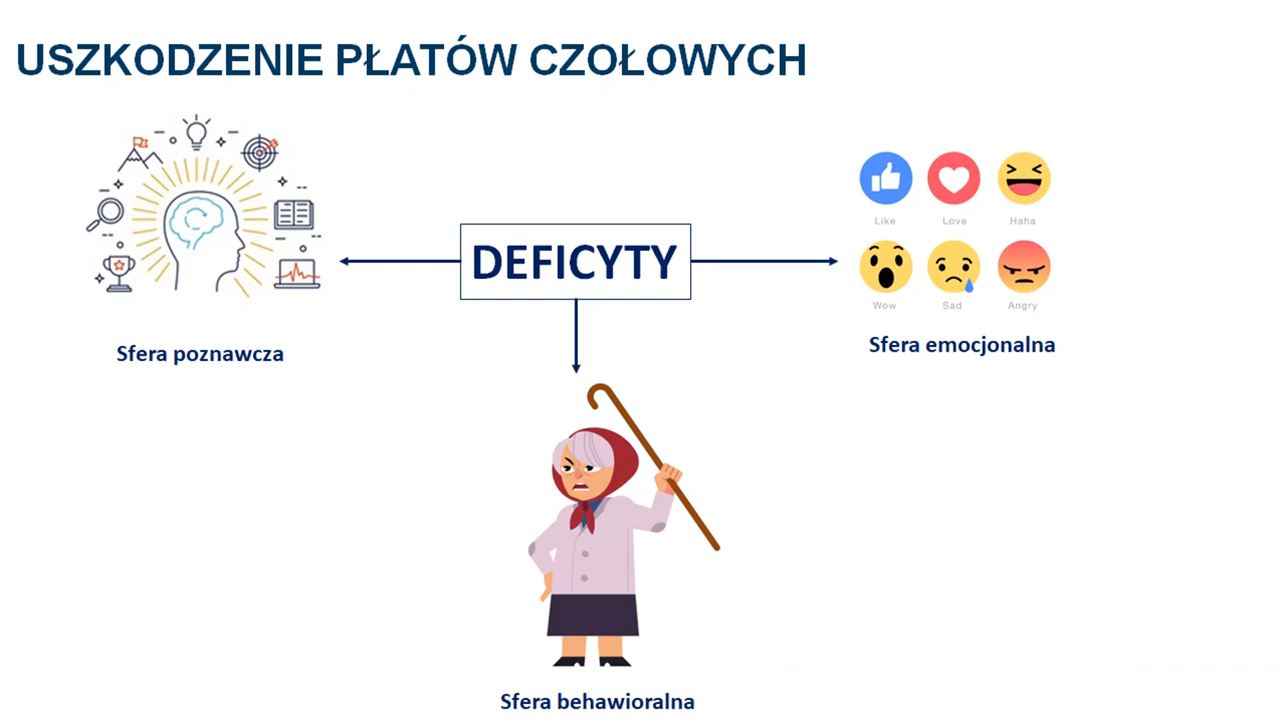 USZKODZENIE PŁATÓW CZOŁOWYCH
Like Love Haha
DEFICYTY
Wow Sad Angry
Sfera poznawcza
Sfera emocjonalna
Sfera behawioralna